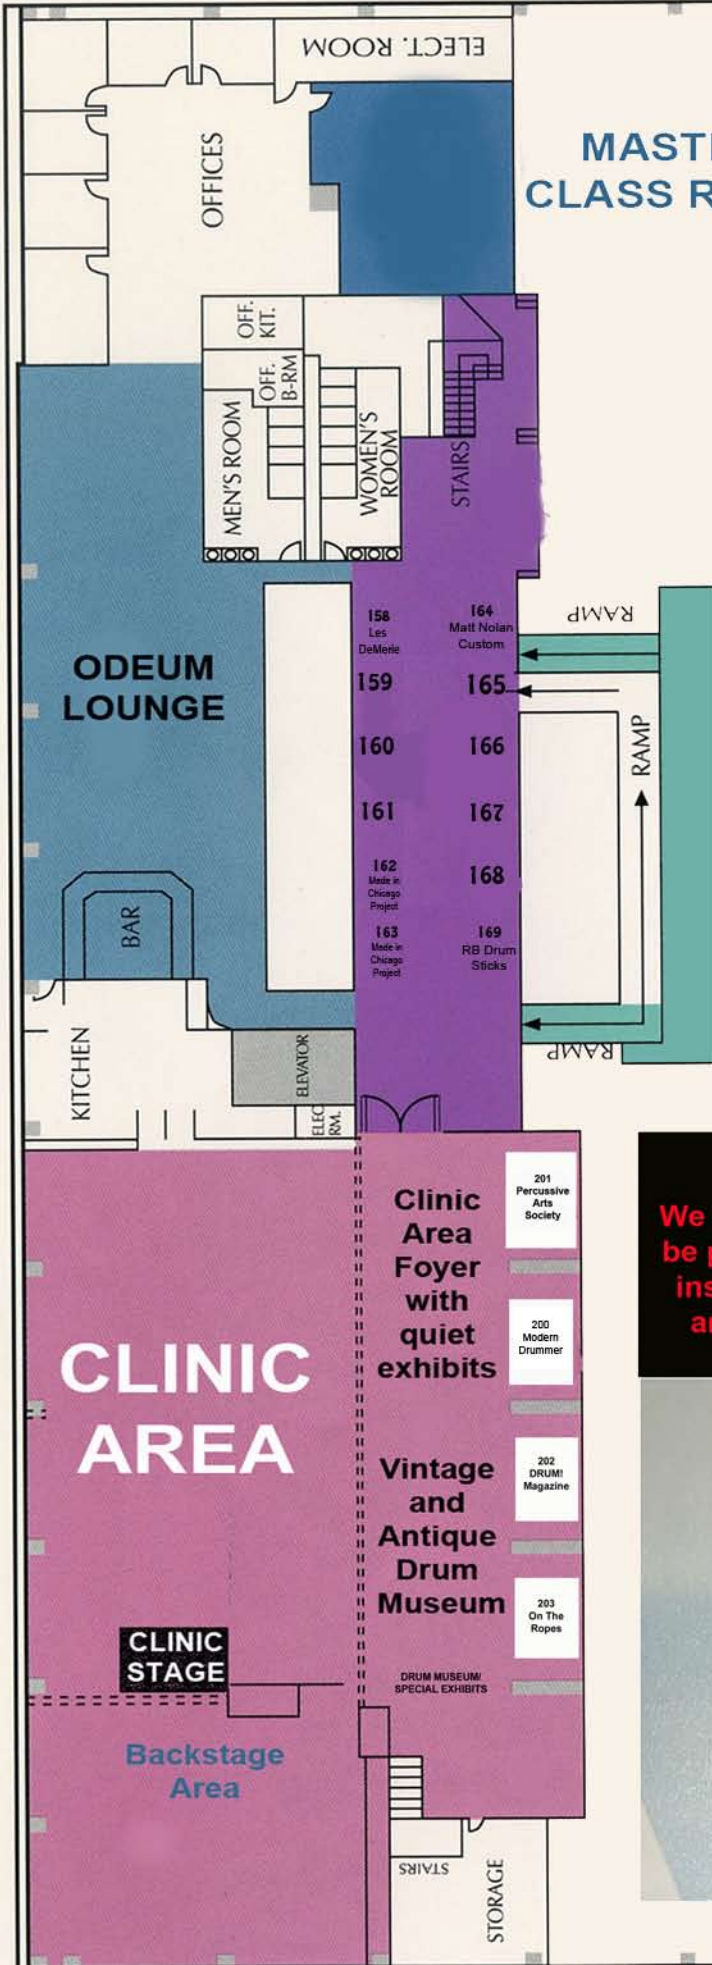 ELECT. ROOM
OFFICES
MASTE
CLASS R
OFF.
KIT.
OFF.
B-RM
MEN'S ROOM
WOMEN'S
ROOM
STAIRS
ODEUM
LOUNGE
158
Les
DeMerle
159
160
161
162
Made in
Chicago
Project
163
Made in
Chicago
Project
164
Matt Nolan
Custom
165
166
167
168
169
RB Drum
Sticks
RAMP
RAMP
RAMP
BAR
KITCHEN
ELEVATOR
ELEC
RM.
CLINIC
AREA
Clinic
Area
Foyer
with
quiet
exhibits
Vintage
and
Antique
Drum
Museum
DRUM MUSEUM/
SPECIAL EXHIBITS
201
Percussive
Arts
Society
200
Modern
Drummer
202
DRUM!
Magazine
203
On The
Ropes
We
be p
ins
ar
CLINIC
STAGE
Backstage
Area
STAIRS
STORAGE